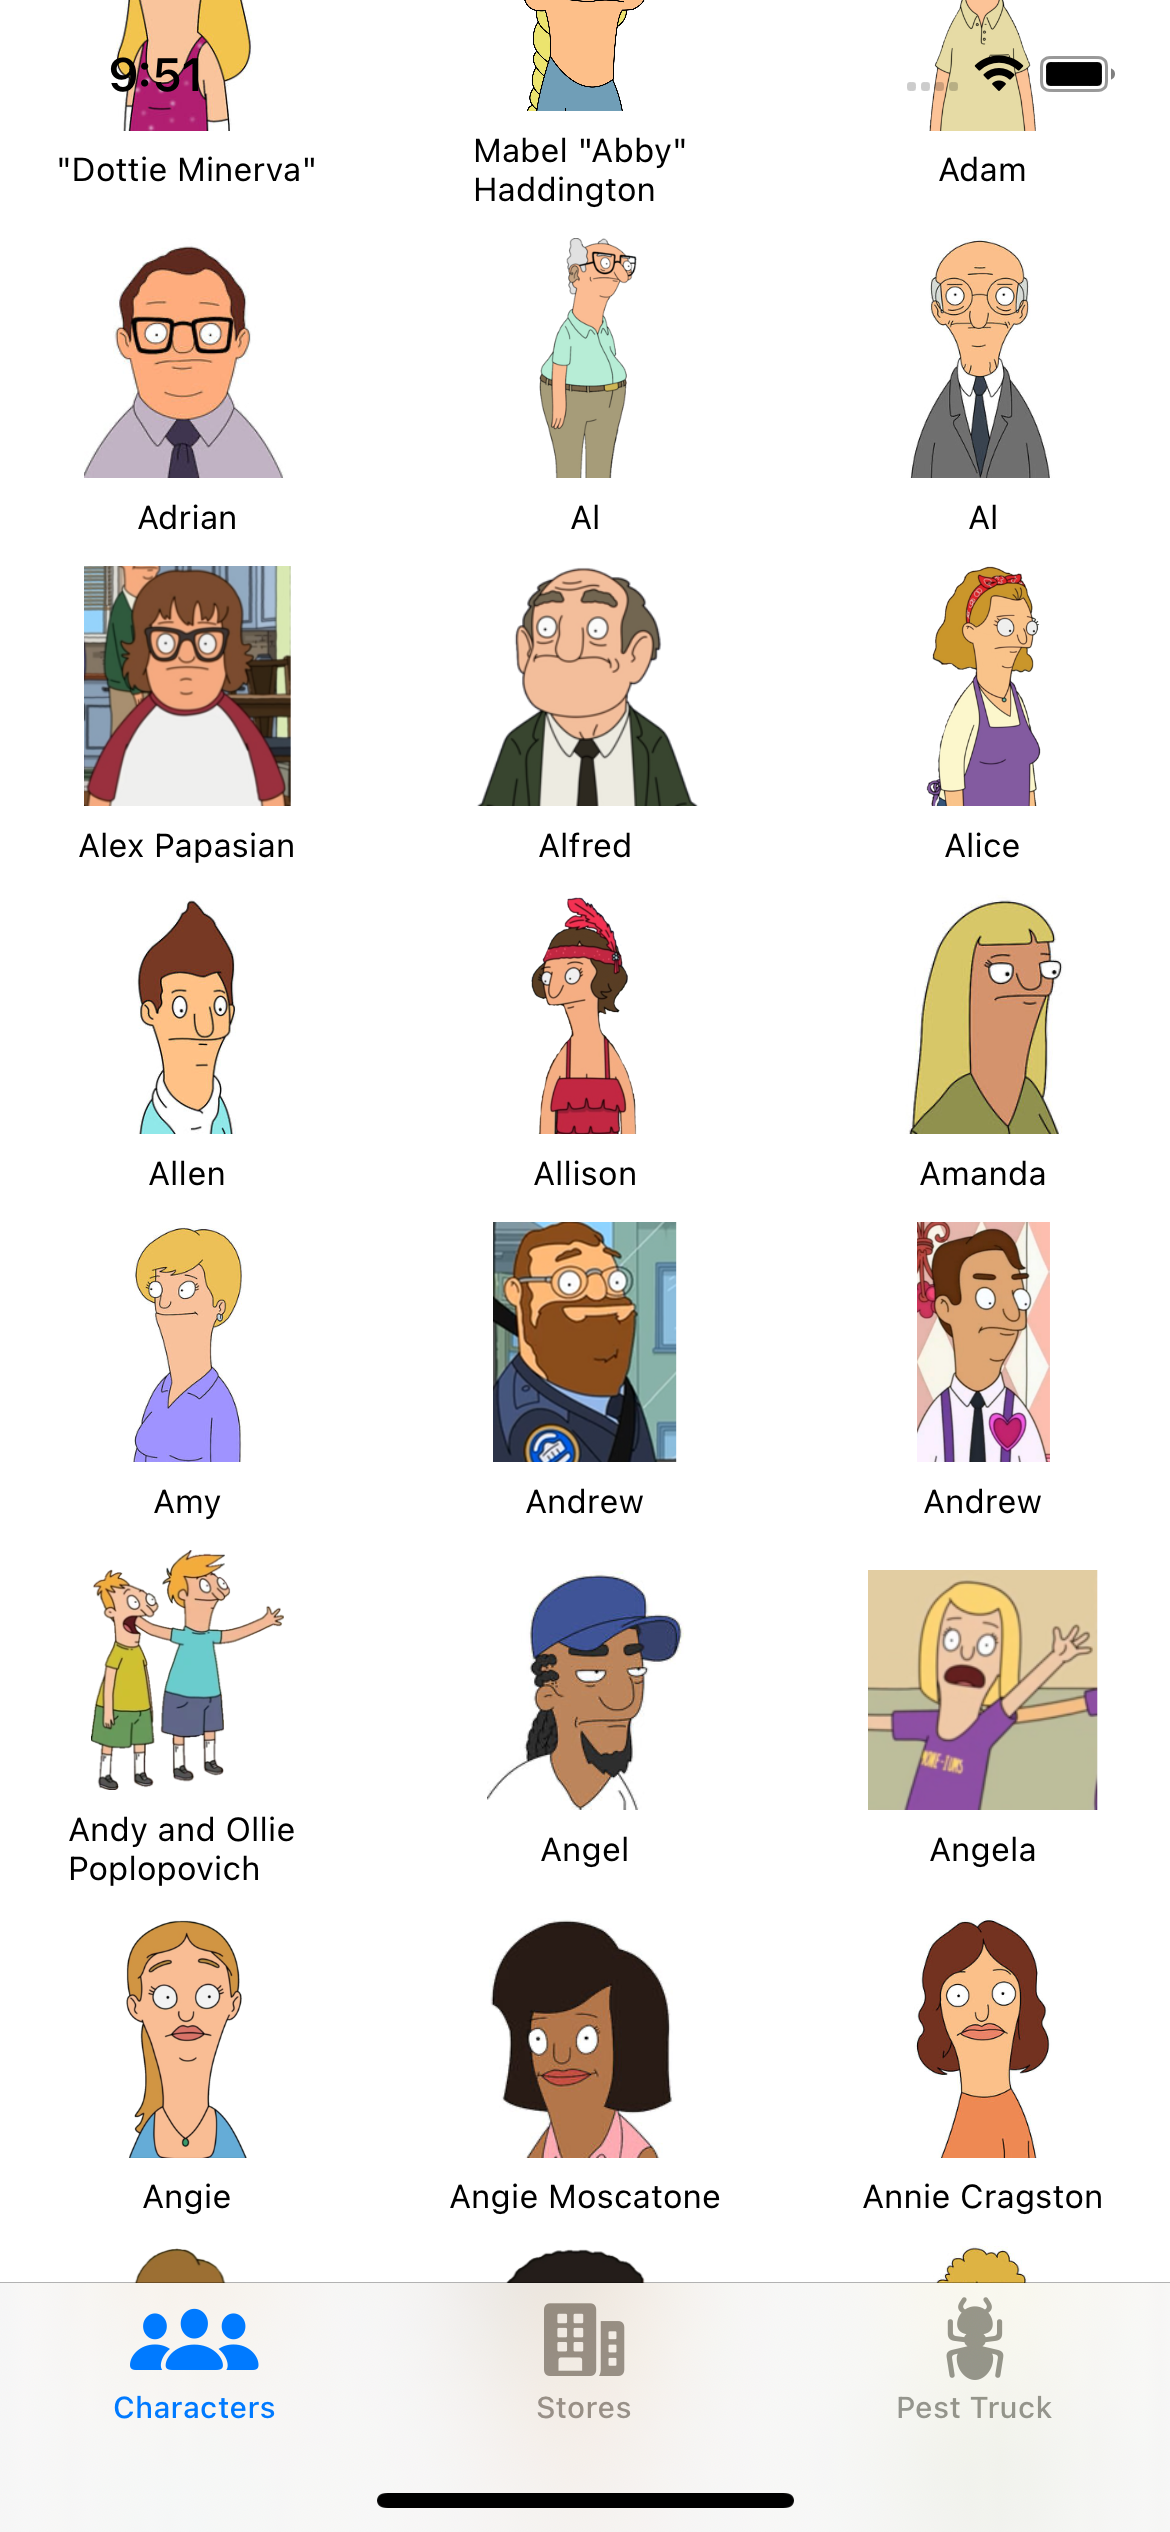 9:51
"Dottie Minerva"
Mabel "Abby"
Haddington
Adam
Adrian
Al
Al
Alex Papasian
Alfred
Alice
Allen
Allison
Amanda
Amy
Andrew
Andrew
Andy and Ollie
Poplopovich
Angel
Angela
Angie
Angie Moscatone
Annie Cragston
Characters
Stores
Pest Truck